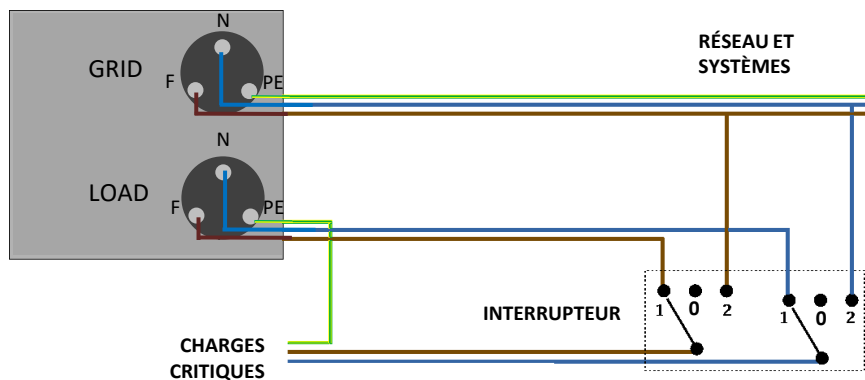 N
GRID
F
PE
RÉSEAU ET
SYSTÈMES
N
LOAD
F
PE
INTERRUPTEUR
1 0 2 1 0 2
CHARGES
CRITIQUES